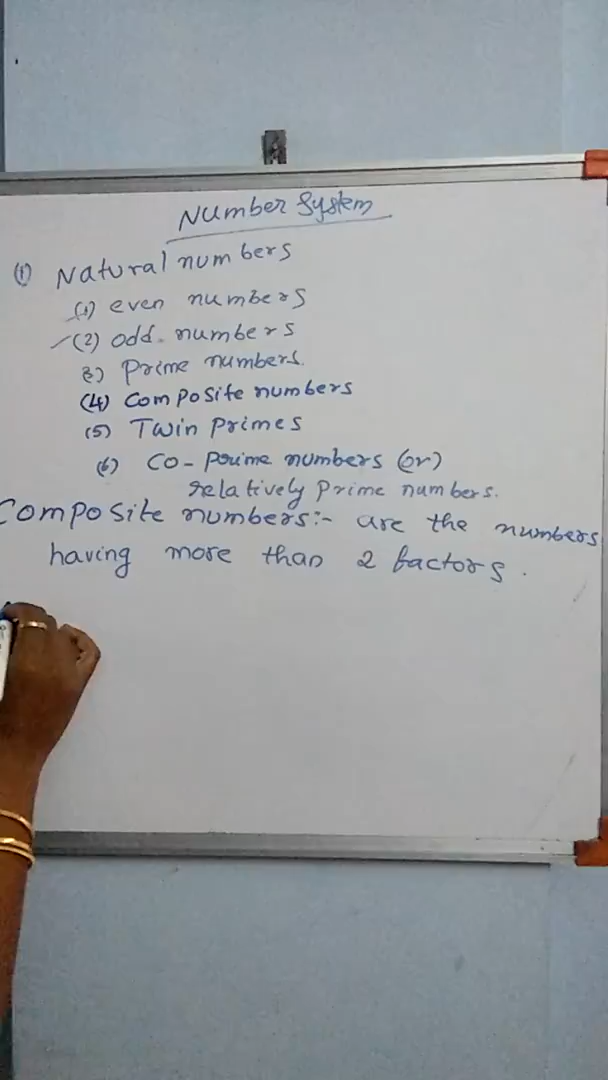 Number System
(1) Natural numbers
(1) even numbers
(2) odd. numbers
3) Prime numbers.
(4) Composite numbers
(5) Twin primes
(6) Co-prime numbers (or)
relatively prime numbers.
Composite numbers:- are the numbers
having more than 2 factors.